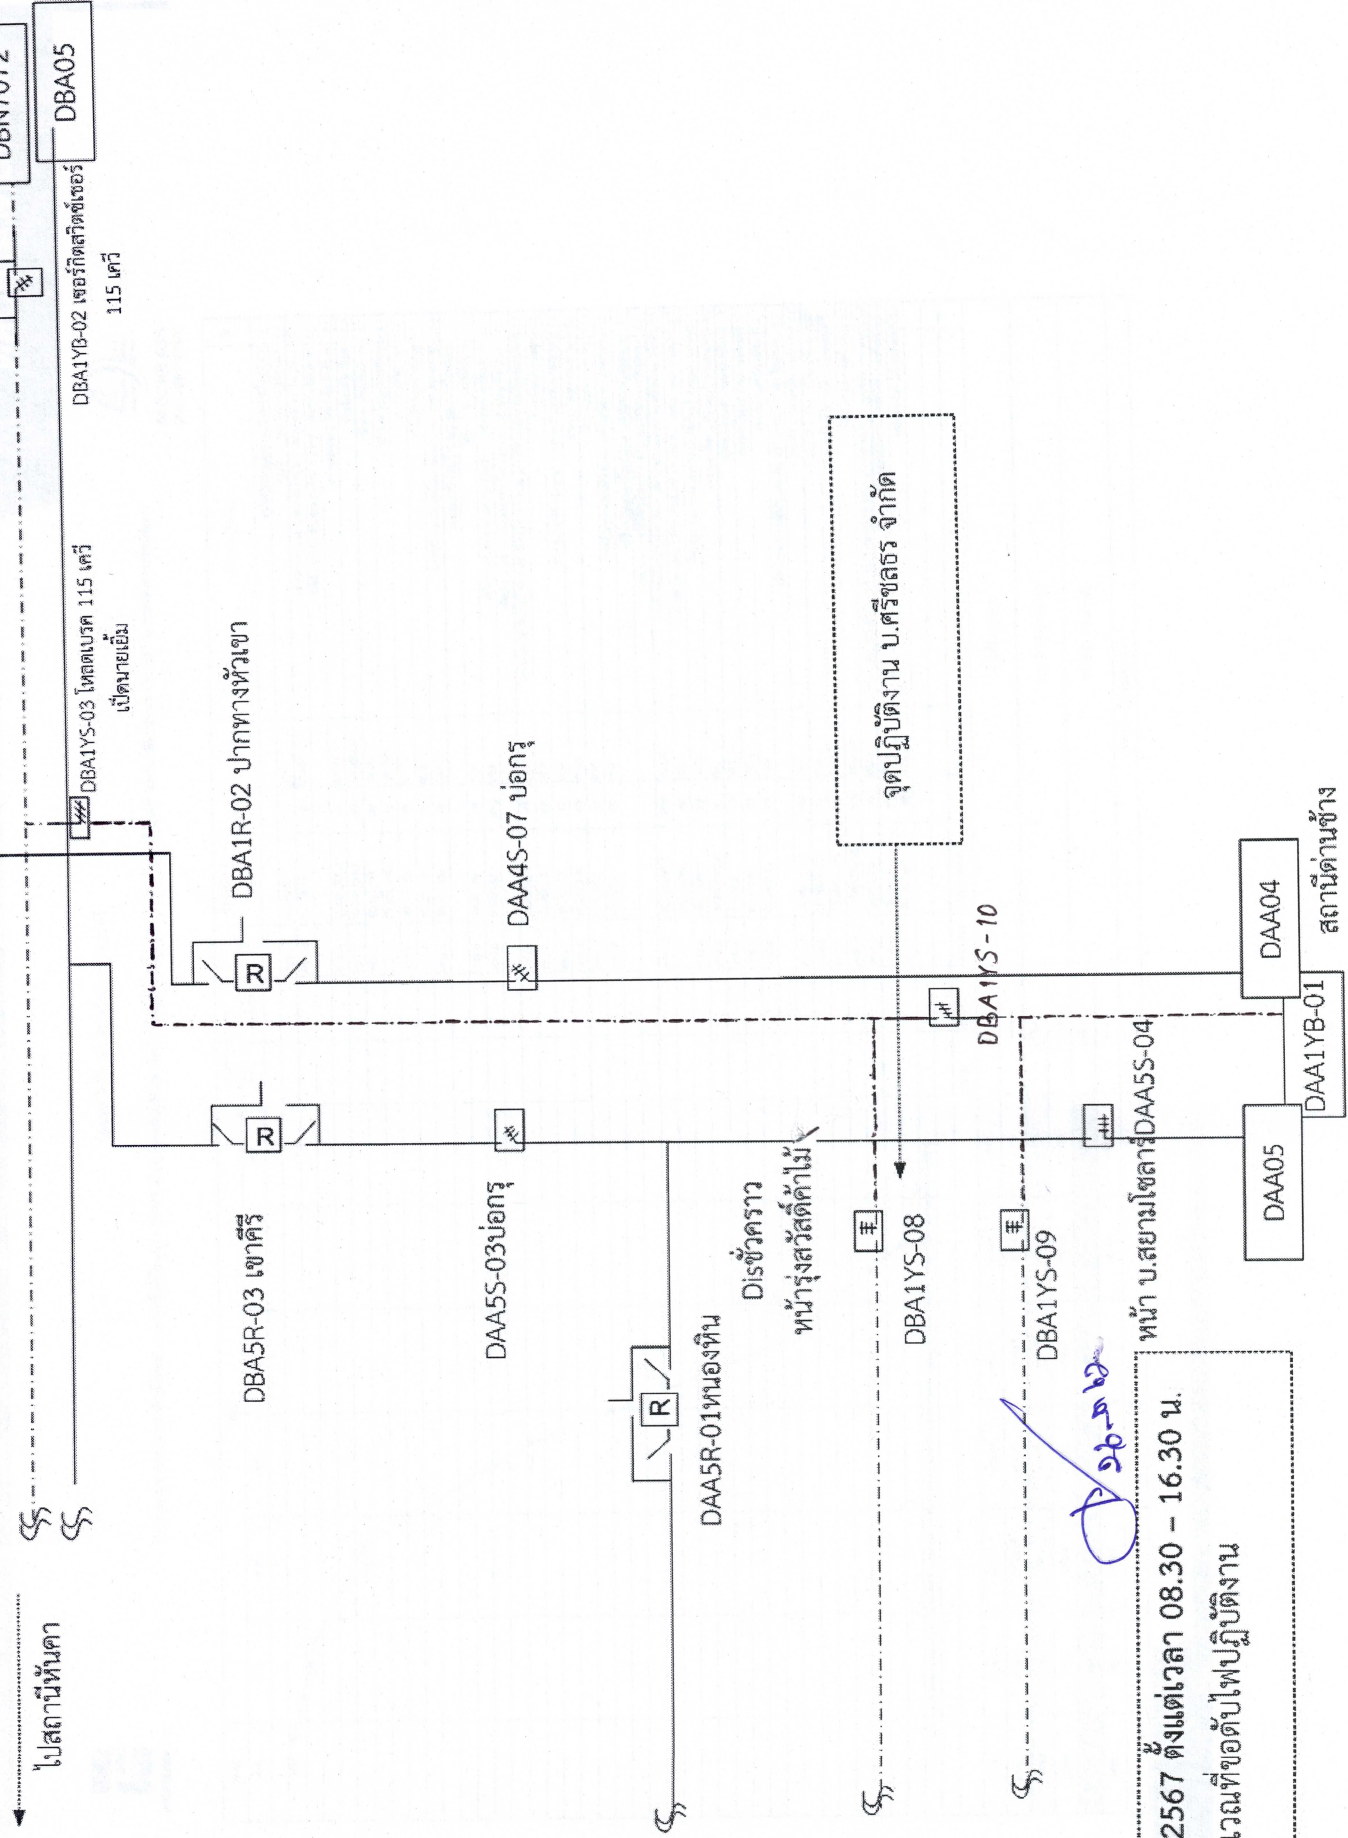 DBA05
DBA1YB-02 เซอร์กิตสวิตช์เชอร์
115 เควี
DBA1YS-03 โหลดเบรค 115 เควี
เปิดนายเยิ้ม
ไปสถานีหันคา
DBA1R-02 ปากทางหัวเขา
R
DBA5R-03 เขาคีรี
R
DAA4S-07 บ่อกรุ
DAA5S-03บ่อกรุ
DAA5R-01หนองหิน
R
Disชั่วคราว
หน้ารุ่งสวัสดิ์ค้าไม้
จุดปฏิบัติงาน บ.ศรีชลธร จำกัด
DBA1YS-08
DBA1YS-10
DBA1YS-09
หน้า บ.สยามโซลาร์DAA5S-04
DAA04
DAA05
DAA1YB-01
สถานีด่านช้าง
2567 ตั้งแต่เวลา 08.30 – 16.30 น.
เวณที่ขอดับไฟปฏิบัติงาน